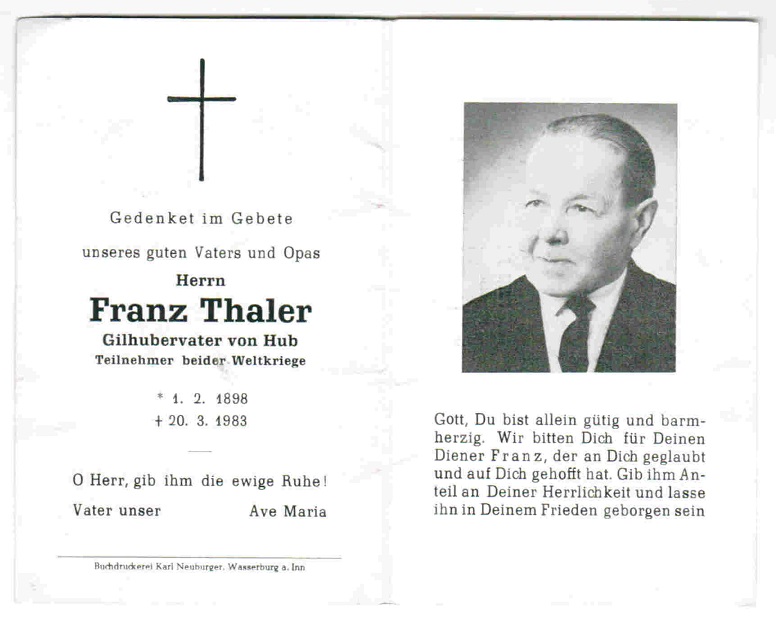 Gedenket im Gebete
unseres guten Vaters und Opas
Herrn
Franz Thaler
Gilhubervater von Hub
Teilnehmer beider Weltkriege
* 1. 2. 1898
+ 20. 3. 1983
O Herr, gib ihm die ewige Ruhe!
Vater unser Ave Maria
Buchdruckerei Karl Neuburger, Wasserburg a. Inn
Gott, Du bist allein gütig und barm-
herzig. Wir bitten Dich für Deinen
Diener Franz, der an Dich geglaubt
und auf Dich gehofft hat. Gib ihm An-
teil an Deiner Herrlichkeit und lasse
ihn in Deinem Frieden geborgen sein